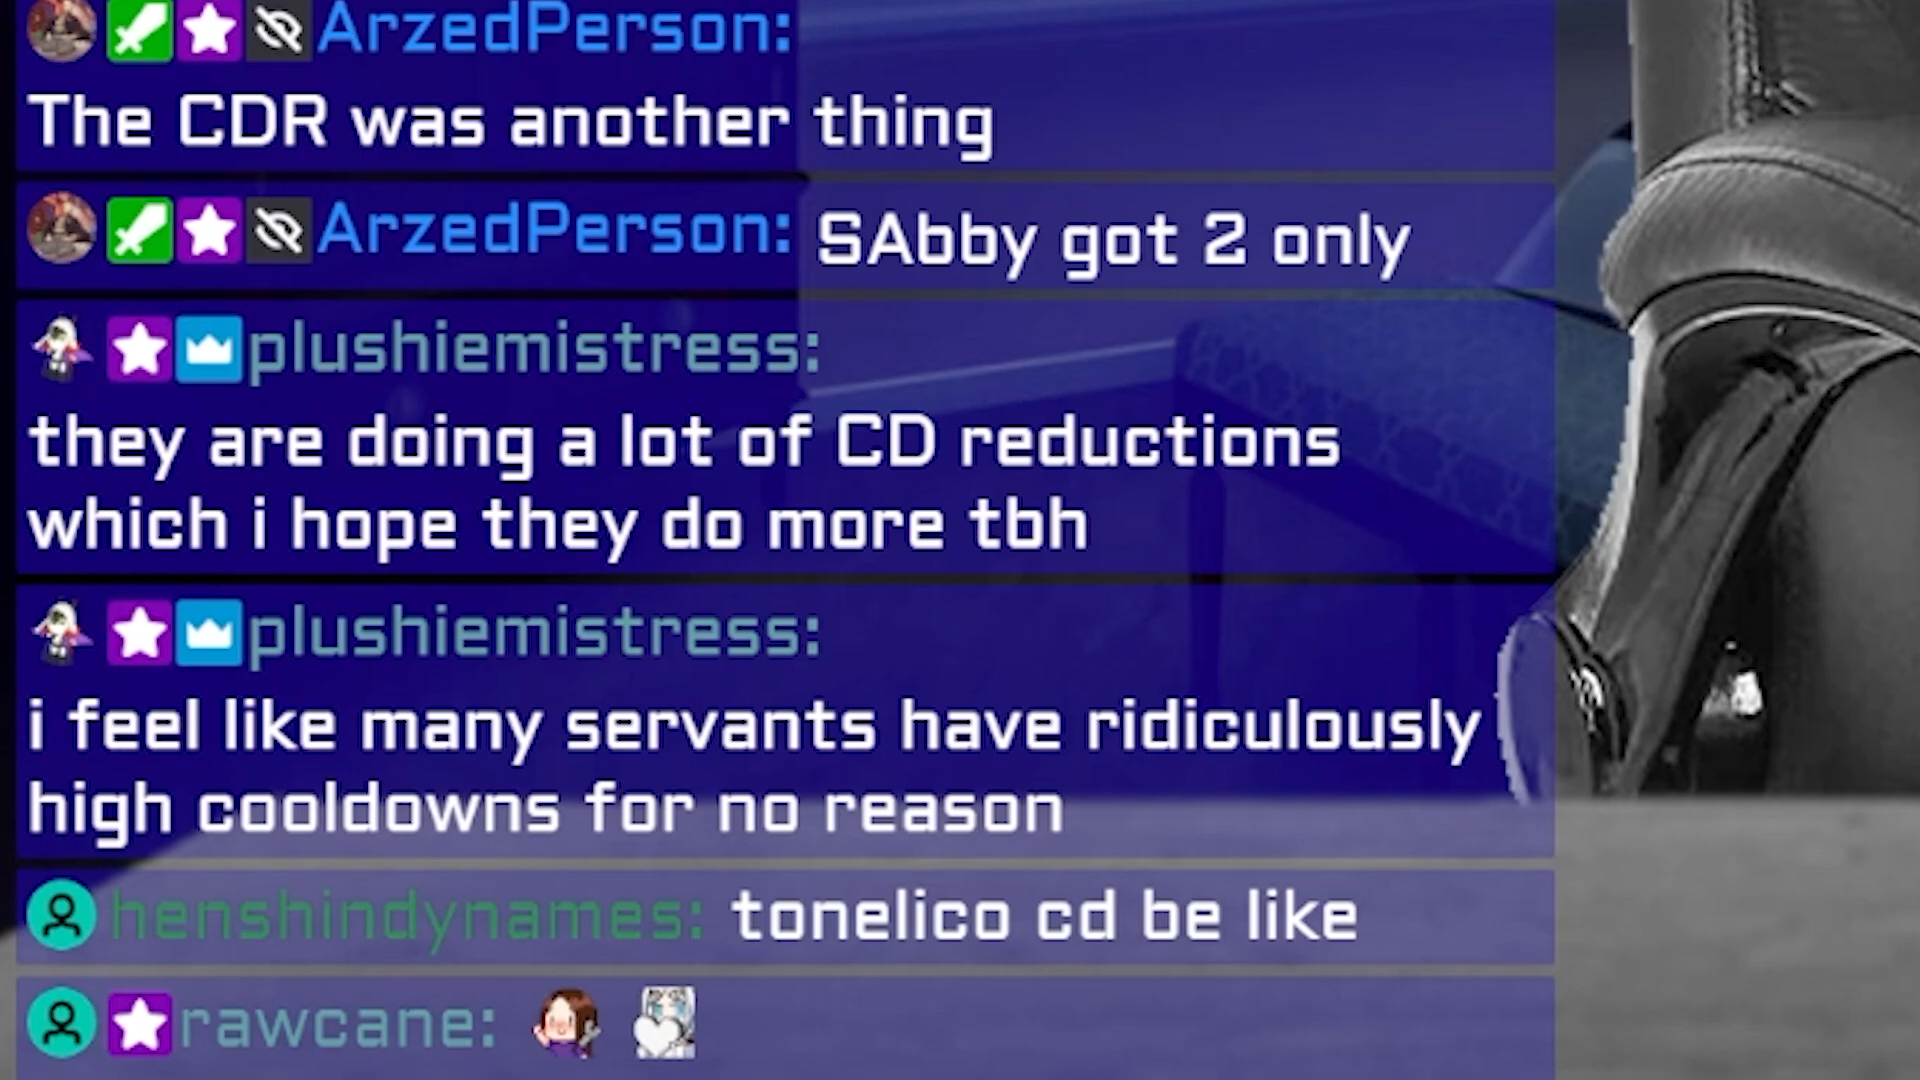 ArzedPerson:
The CDR was another thing
ArzedPerson: SAbby got 2 only
plushiemistress:
they are doing a lot of CD reductions
which i hope they do more tbh
plushiemistress:
i feel like many servants have ridiculously
high cooldowns for no reason
henshindynames: tonelico cd be like
rawcane: